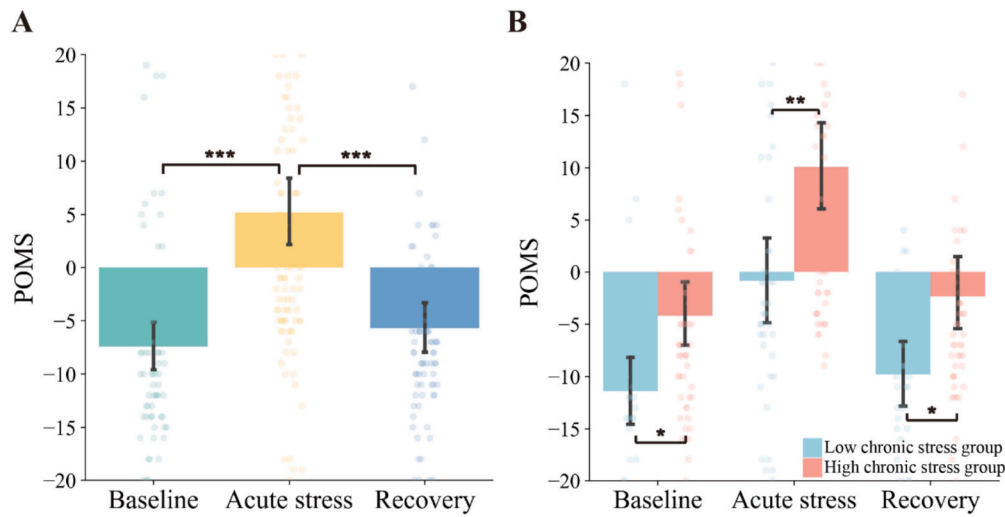 A
POMS
20
15
10
5
0
−5
−10
−15
−20
***
***
Baseline
Acute stress
Recovery
B
POMS
20
15
10
5
0
−5
−10
−15
−20
**
*
*
Low chronic stress group
High chronic stress group
Baseline
Acute stress
Recovery